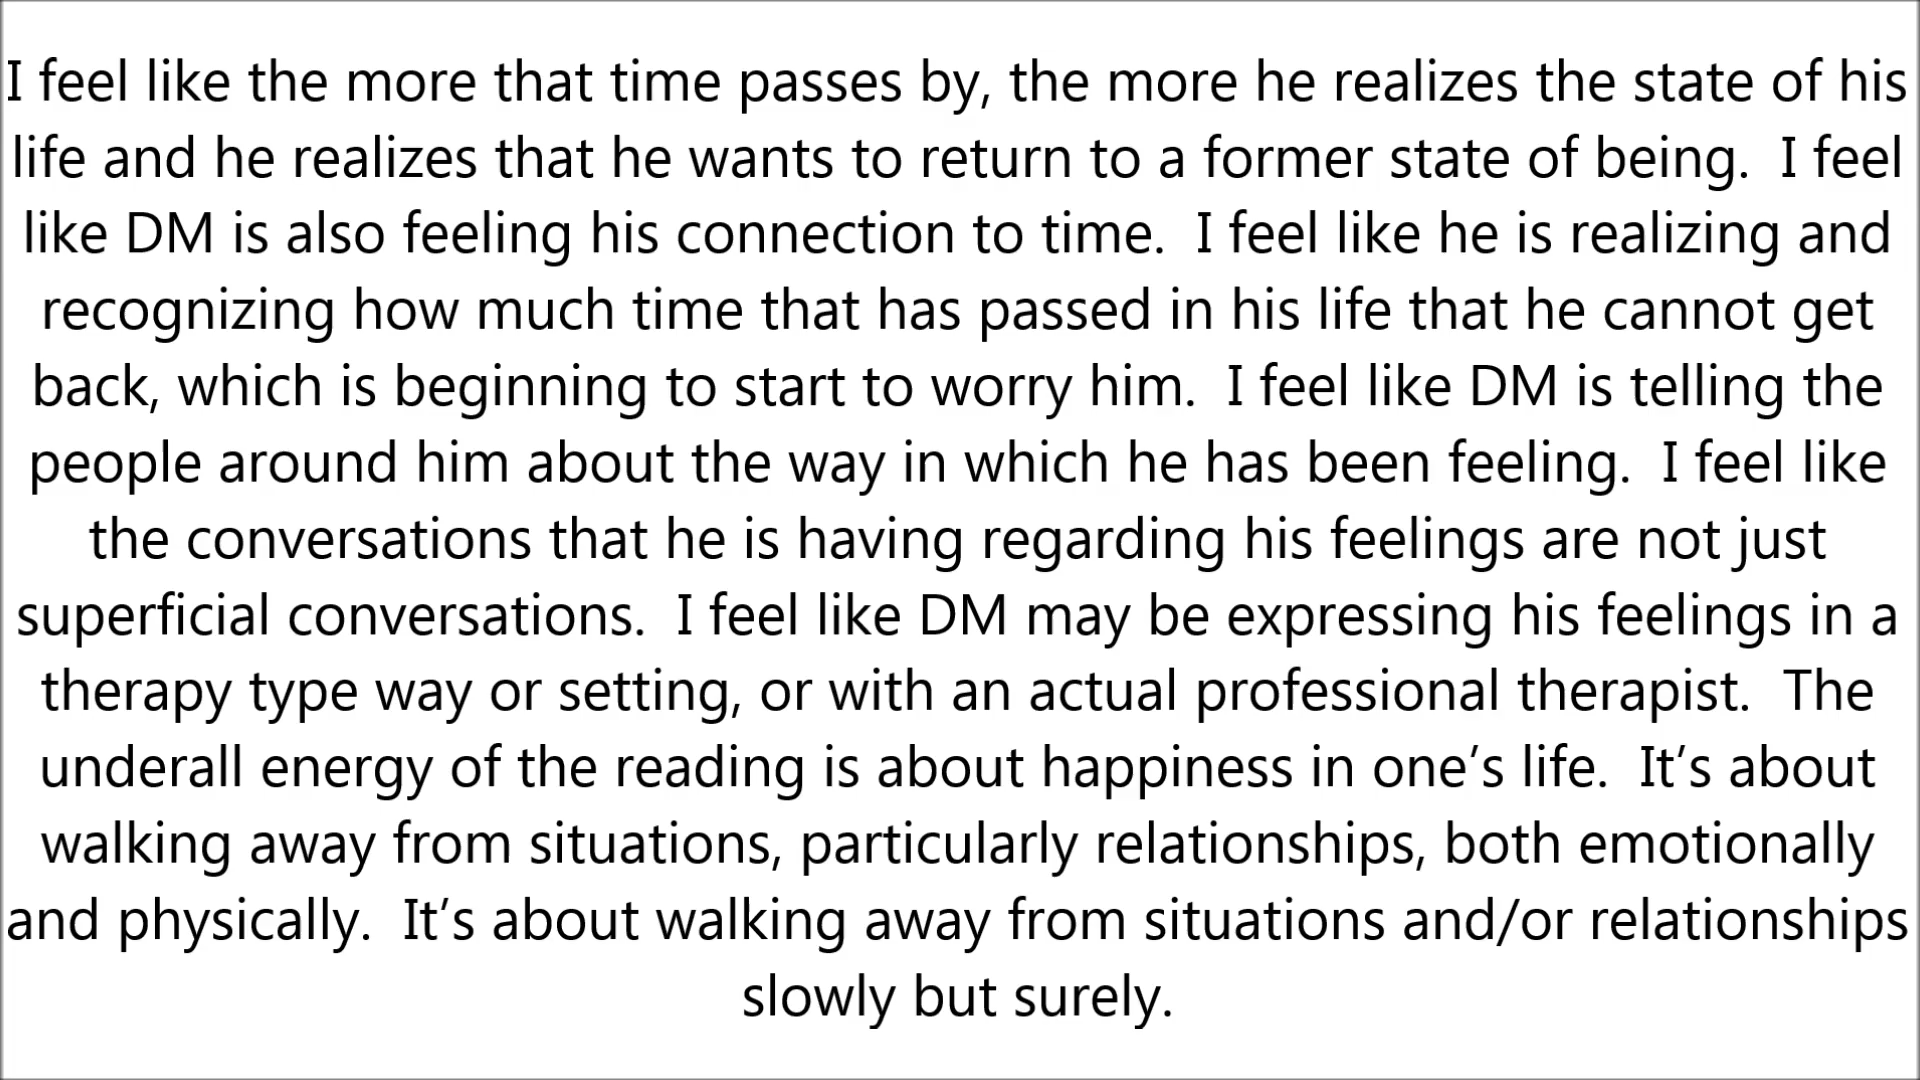 I feel like the more that time passes by, the more he realizes the state of his
life and he realizes that he wants to return to a former state of being.  I feel
like DM is also feeling his connection to time.  I feel like he is realizing and
recognizing how much time that has passed in his life that he cannot get
back, which is beginning to start to worry him.  I feel like DM is telling the
people around him about the way in which he has been feeling.  I feel like
the conversations that he is having regarding his feelings are not just
superficial conversations.  I feel like DM may be expressing his feelings in a
therapy type way or setting, or with an actual professional therapist.  The
underall energy of the reading is about happiness in one’s life.  It’s about
walking away from situations, particularly relationships, both emotionally
and physically.  It’s about walking away from situations and/or relationships
slowly but surely.